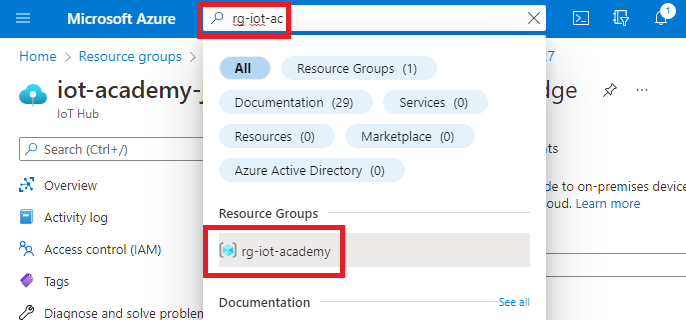 Microsoft Azure
rg-iot-ac
1
Home > Resource groups >
27
iot-academy-
dge
IoT Hub
Search (Ctrl+/)
Overview
Activity log
Access control (IAM)
Tags
Diagnose and solve problems
All
Resource Groups (1)
Documentation (29)
Services (0)
Resources (0)
Marketplace (0)
Azure Active Directory (0)
Resource Groups
rg-iot-academy
Documentation
See all
nts
de to on-premises device
oud. Learn more